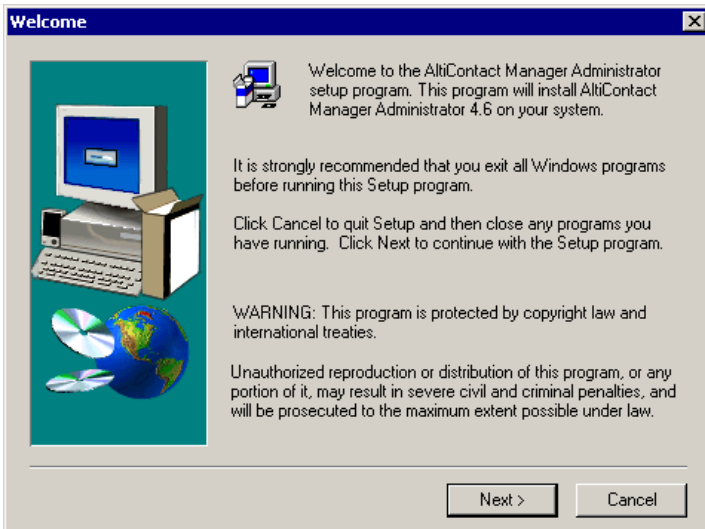 Welcome
Welcome to the AltiContact Manager Administrator
setup program. This program will install AltiContact
Manager Administrator 4.6 on your system.
It is strongly recommended that you exit all Windows programs
before running this Setup program.
Click Cancel to quit Setup and then close any programs you
have running. Click Next to continue with the Setup program.
WARNING: This program is protected by copyright law and
international treaties.
Unauthorized reproduction or distribution of this program, or any
portion of it, may result in severe civil and criminal penalties, and
will be prosecuted to the maximum extent possible under law.
Next >
Cancel